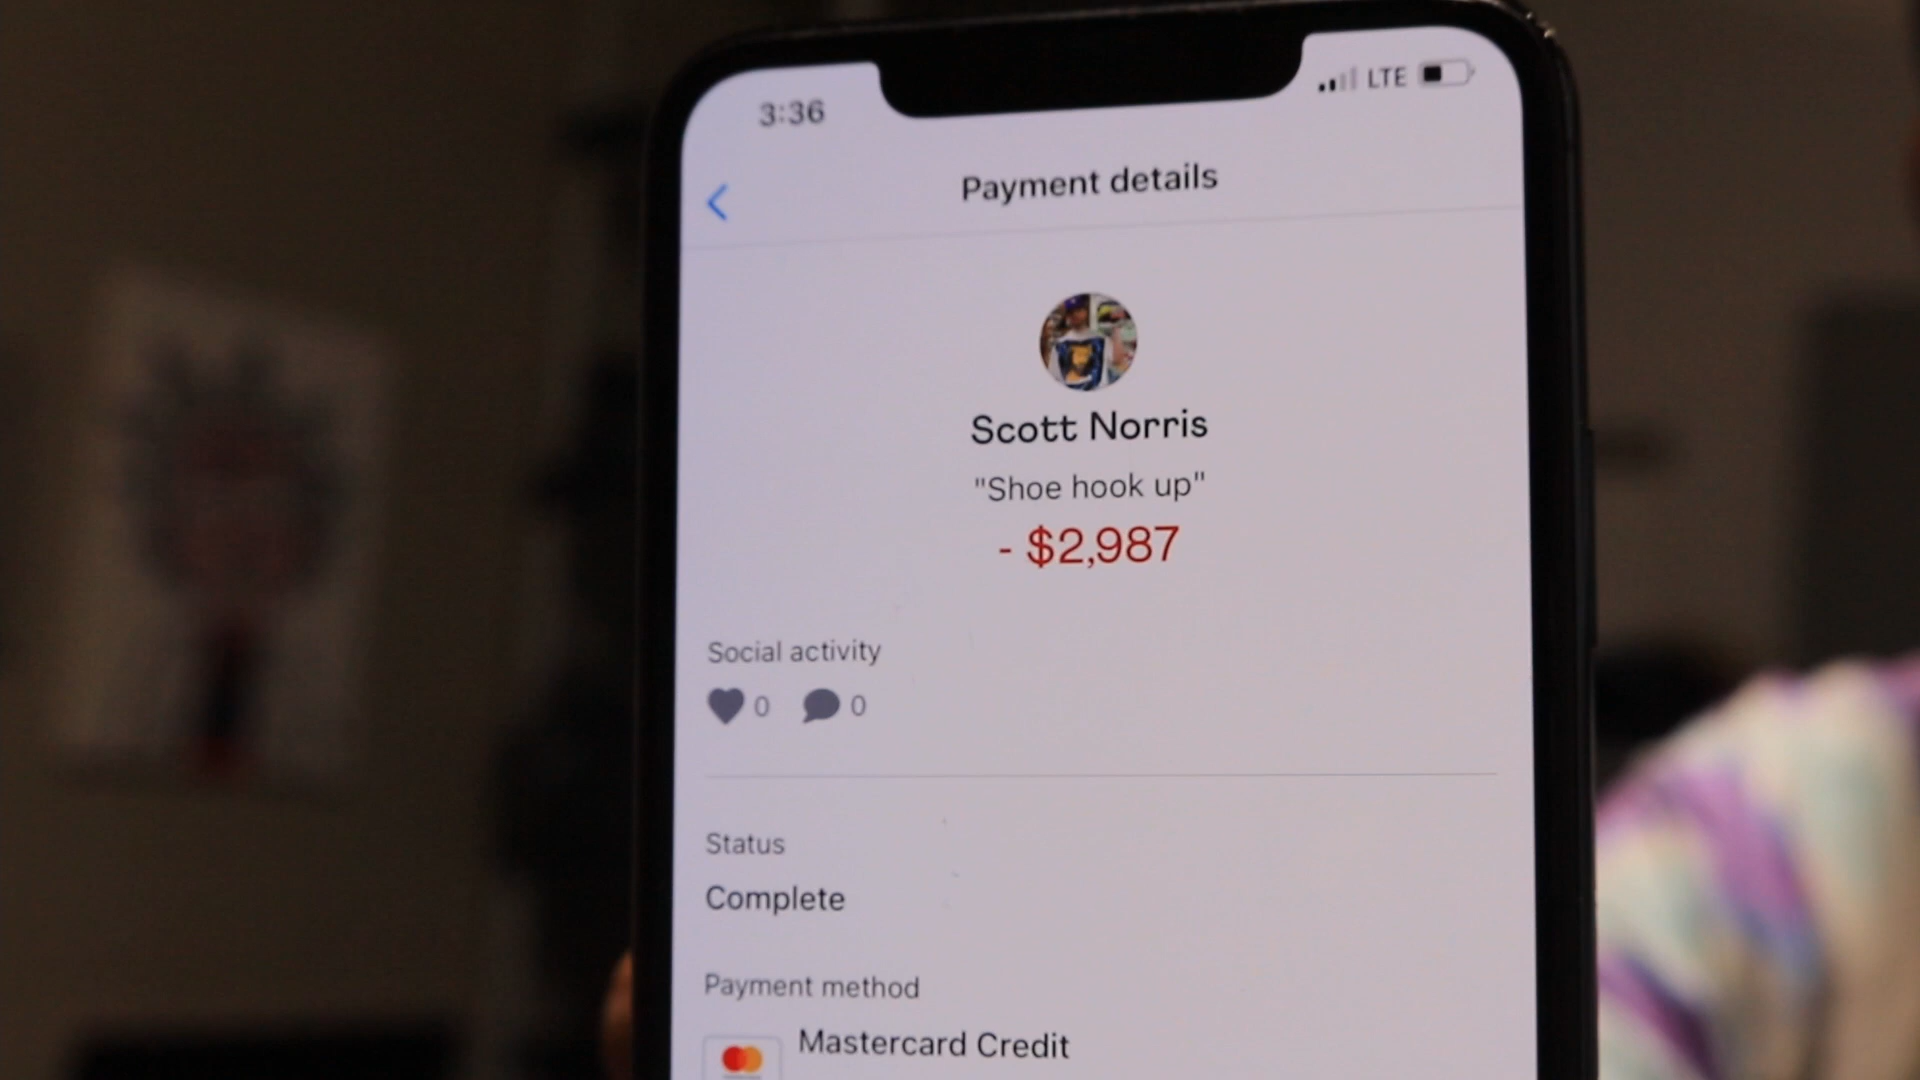 3:36
LTE
Payment details
Scott Norris
"Shoe hook up"
- $2,987
Social activity
0 0
Status
Complete
Payment method
Mastercard Credit